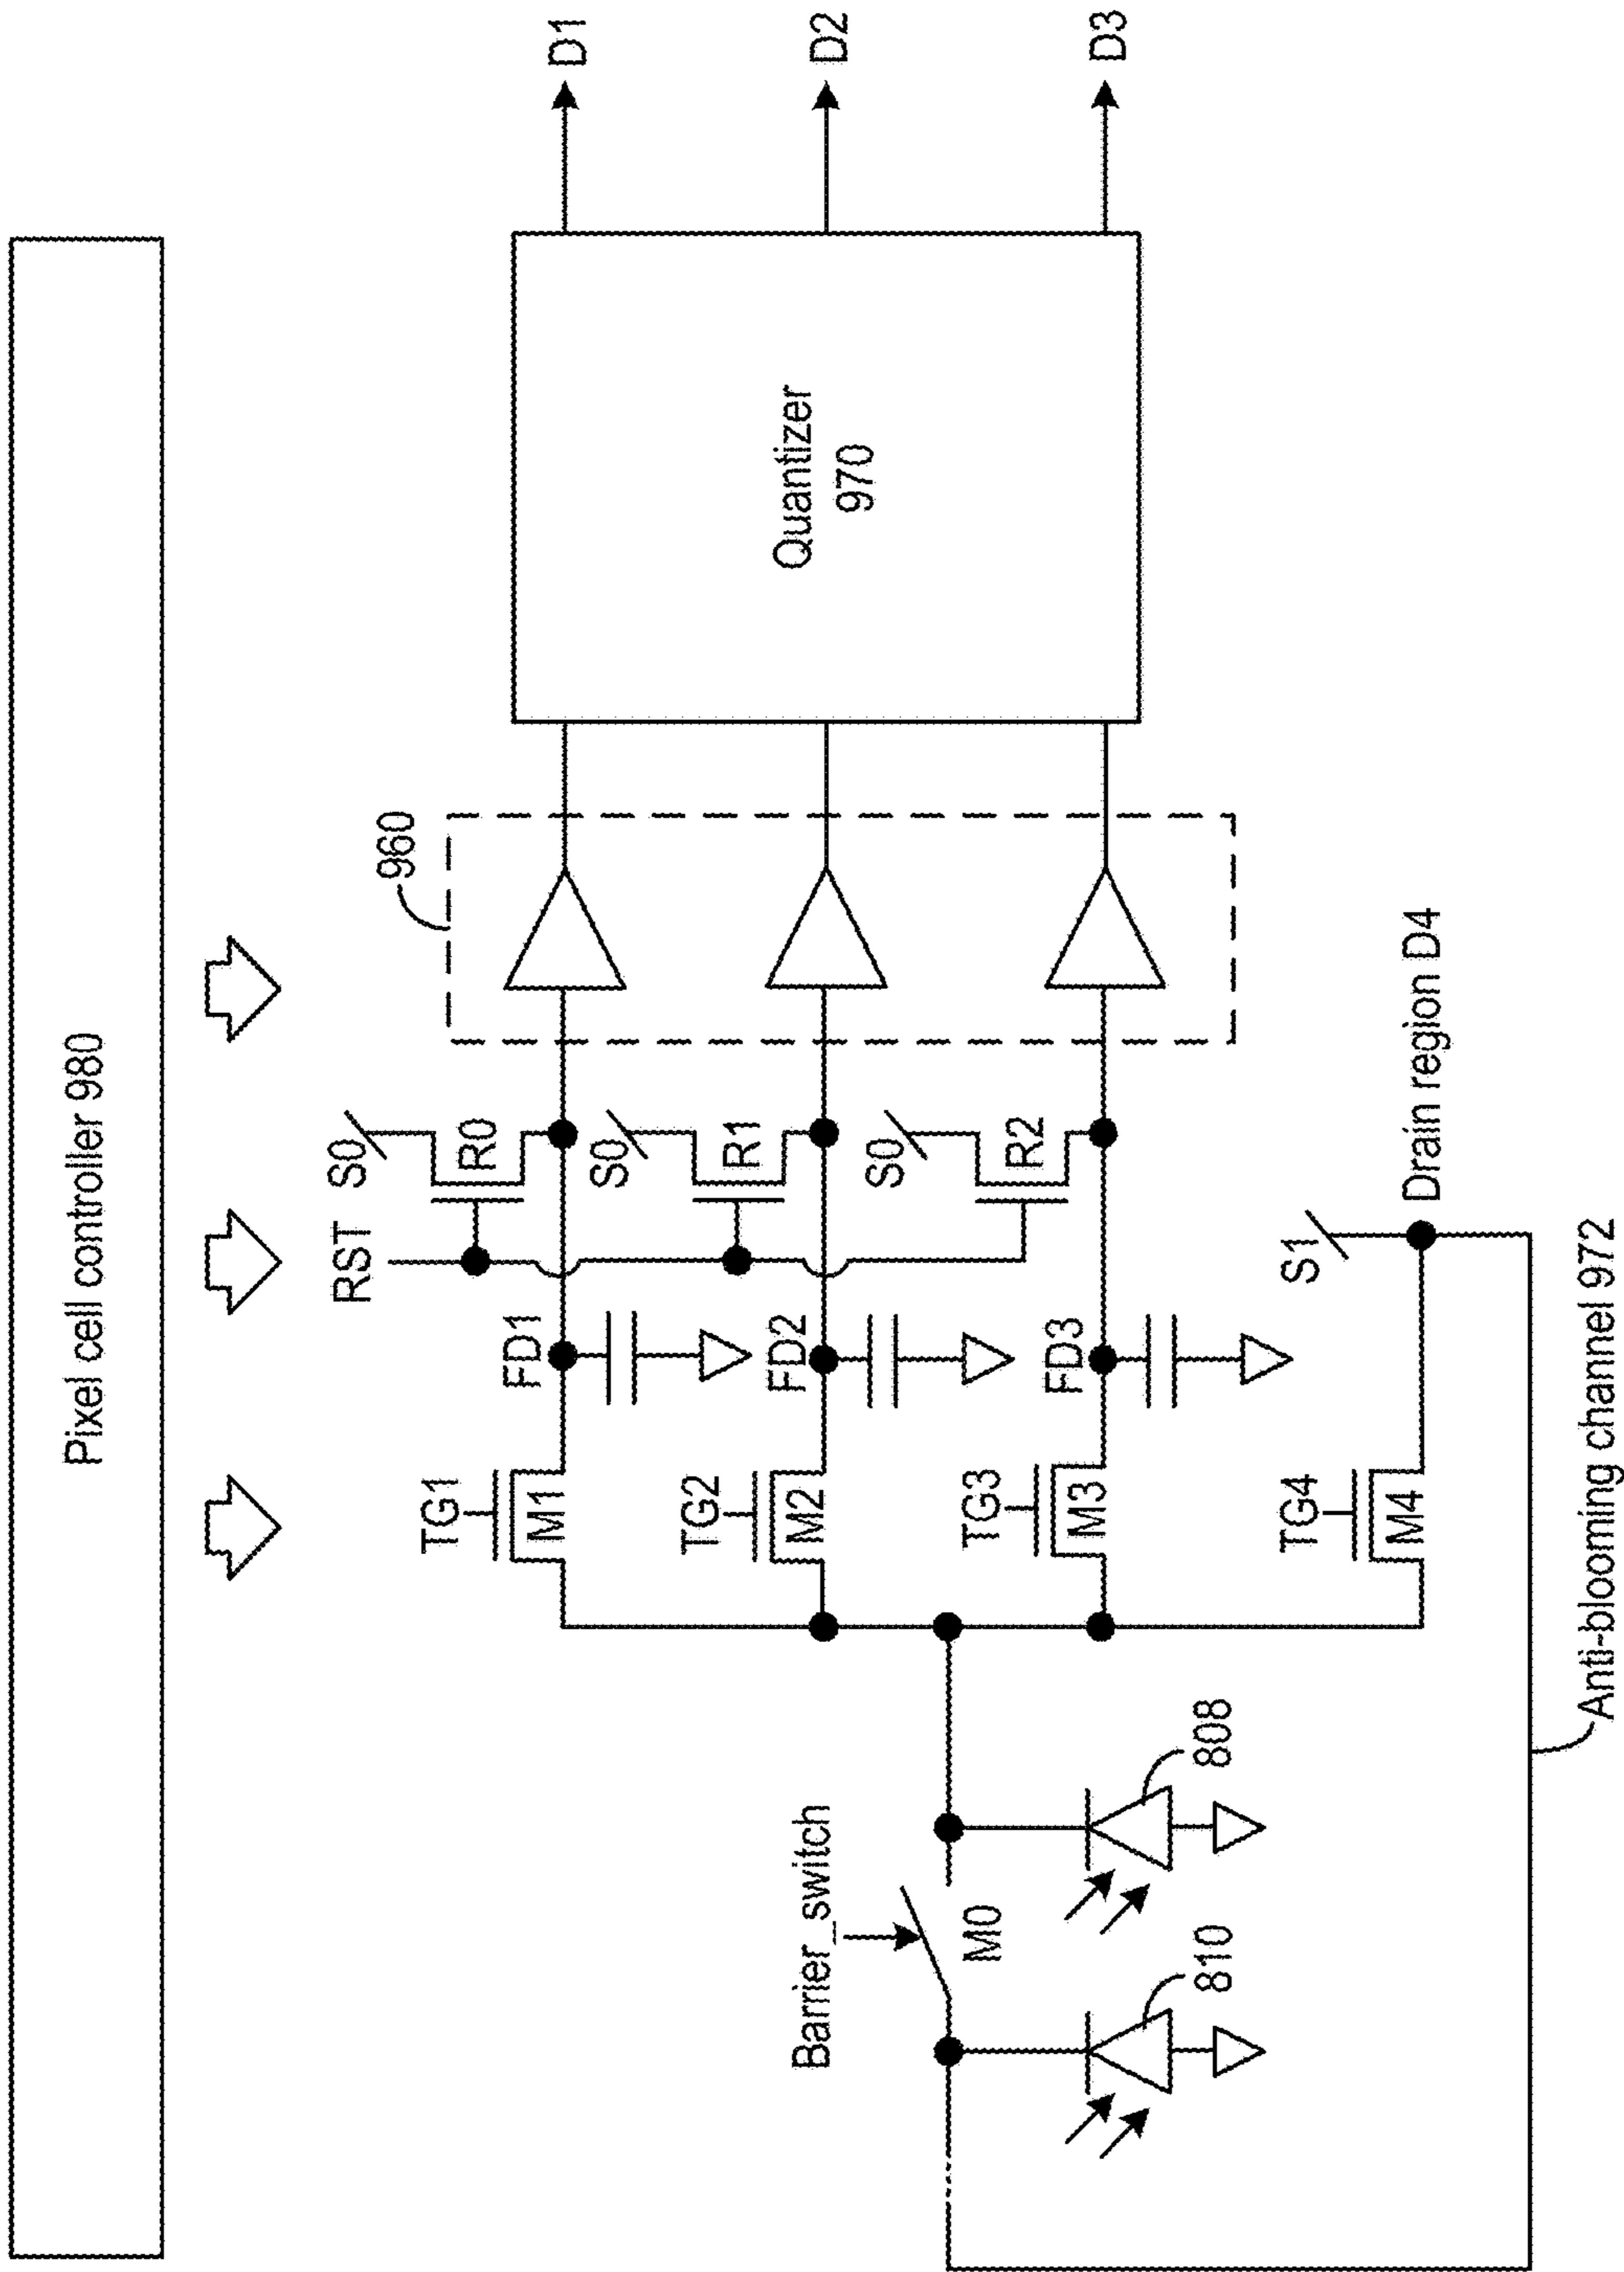 Pixel cell controller 980
TG1
M1
FD1
RST
S0
R0
960
D1
TG2
M2
FD2
S0
R1
Quantizer
970
D2
Barrier_switch
M0
TG3
M3
FD3
S0
R2
D3
810
808
TG4
M4
S1
Drain region D4
Anti-blooming channel 972